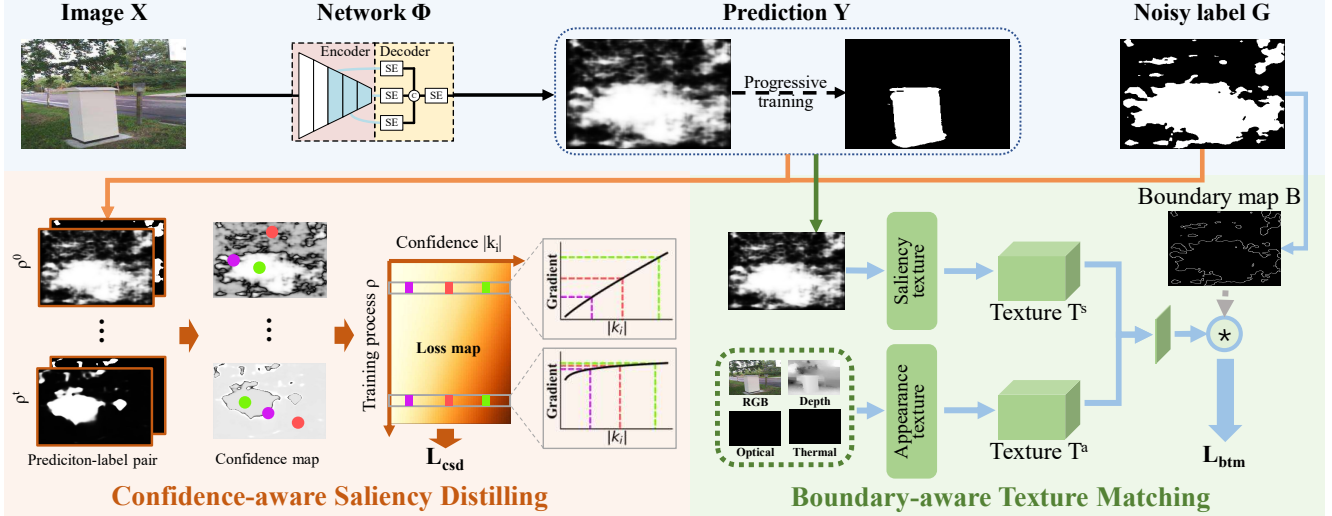 Image X
Network Φ
Prediction Y
Noisy label G
Encoder
Decoder
SE
SE
SE
C
SE
Progressive
training
Boundary map B
ρ⁰
ρᵗ
Prediciton-label pair
Confidence map
Confidence |kᵢ|
Training process ρ
Loss map
L_csd
Gradient
|kᵢ|
Gradient
|kᵢ|
Saliency
texture
Texture Tˢ
RGB
Depth
Optical
Thermal
Appearance
texture
Texture Tᵃ
*
L_btm
Confidence-aware Saliency Distilling
Boundary-aware Texture Matching